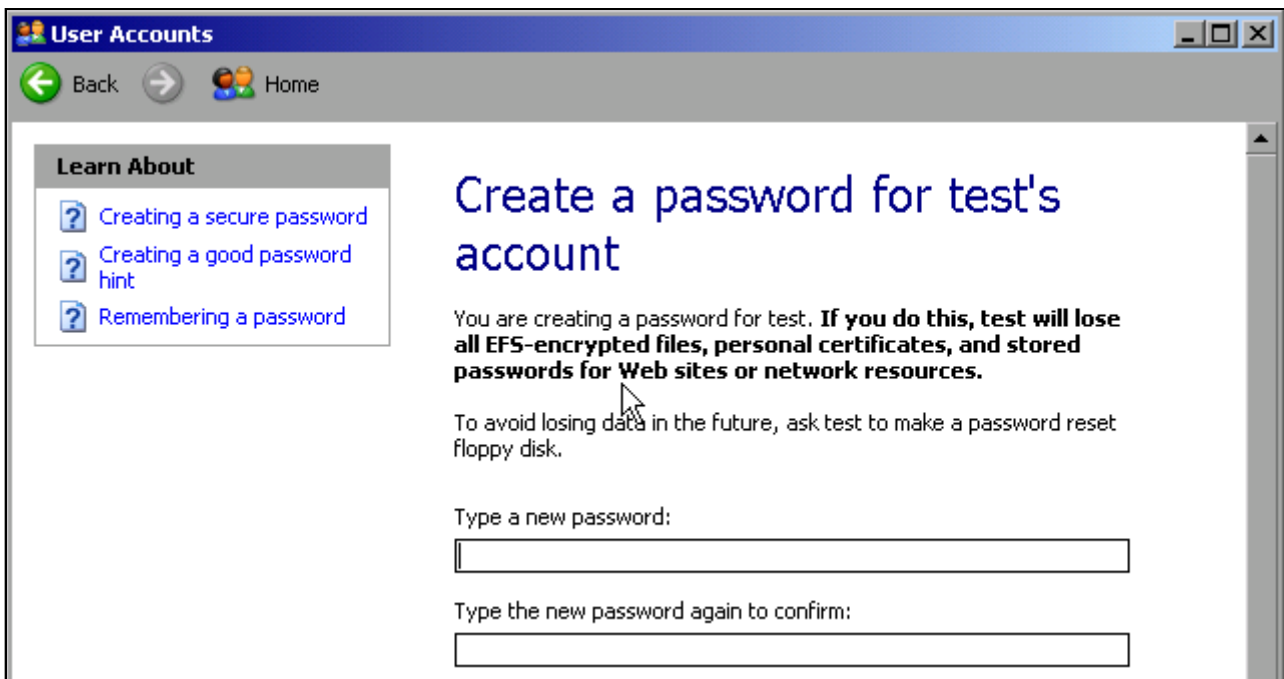 User Accounts
Back
Home
Learn About
Creating a secure password
Creating a good password
hint
Remembering a password
Create a password for test's
account
You are creating a password for test. If you do this, test will lose
all EFS-encrypted files, personal certificates, and stored
passwords for Web sites or network resources.
To avoid losing data in the future, ask test to make a password reset
floppy disk.
Type a new password:
Type the new password again to confirm: